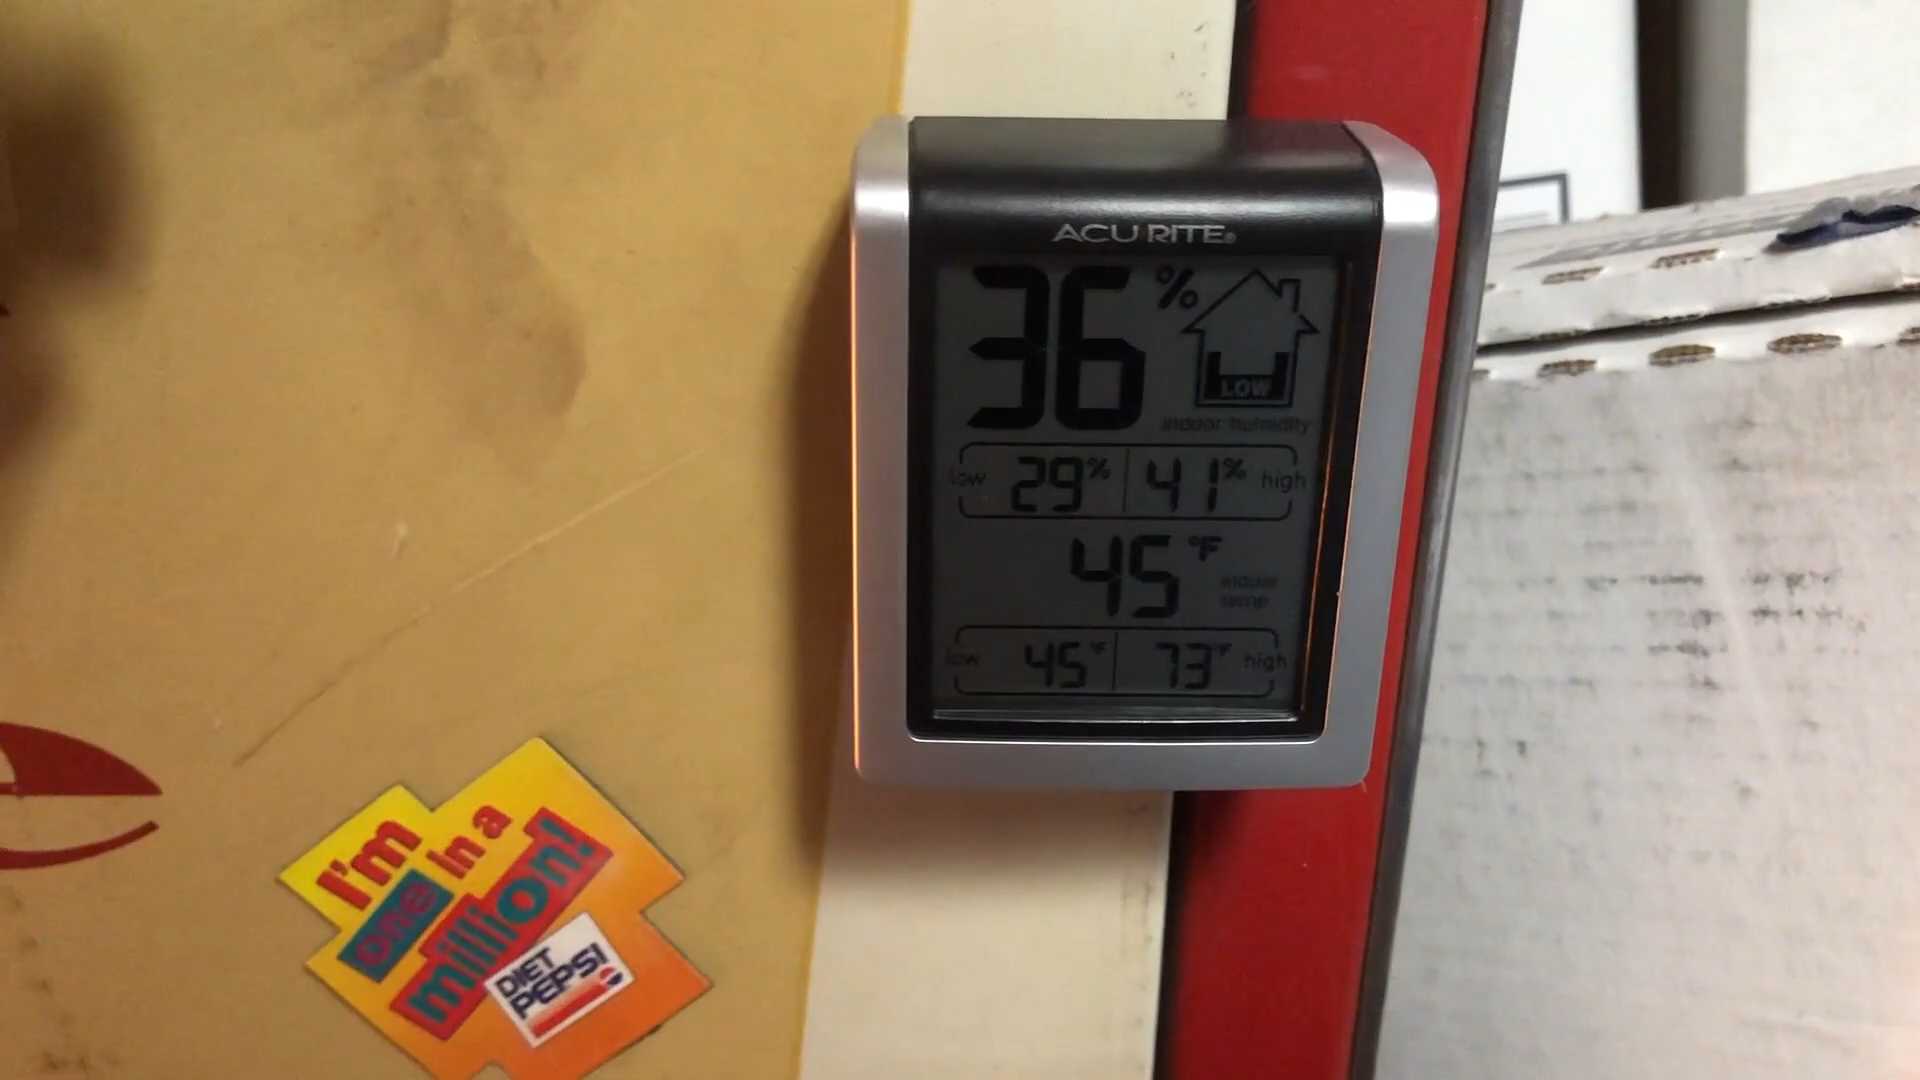 ACU RITE®
36%
LOW
indoor humidity
low 29% 41% high
45°F
indoor
temp
low 45°F 73°F high
I'm
one in a
million!
DIET
PEPSI